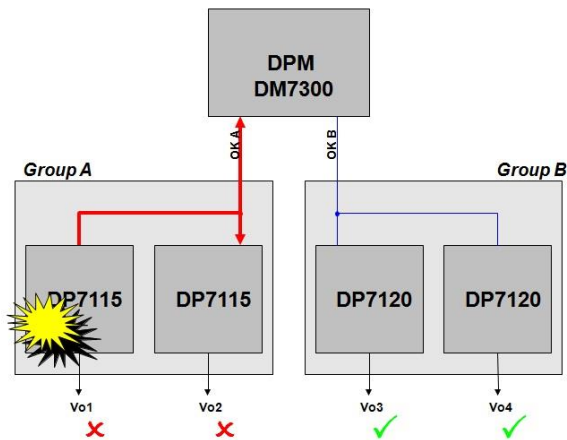 DPM
DM7300
OK A
OK B
Group A
Group B
DP7115
DP7115
DP7120
DP7120
Vo1
Vo2
Vo3
Vo4